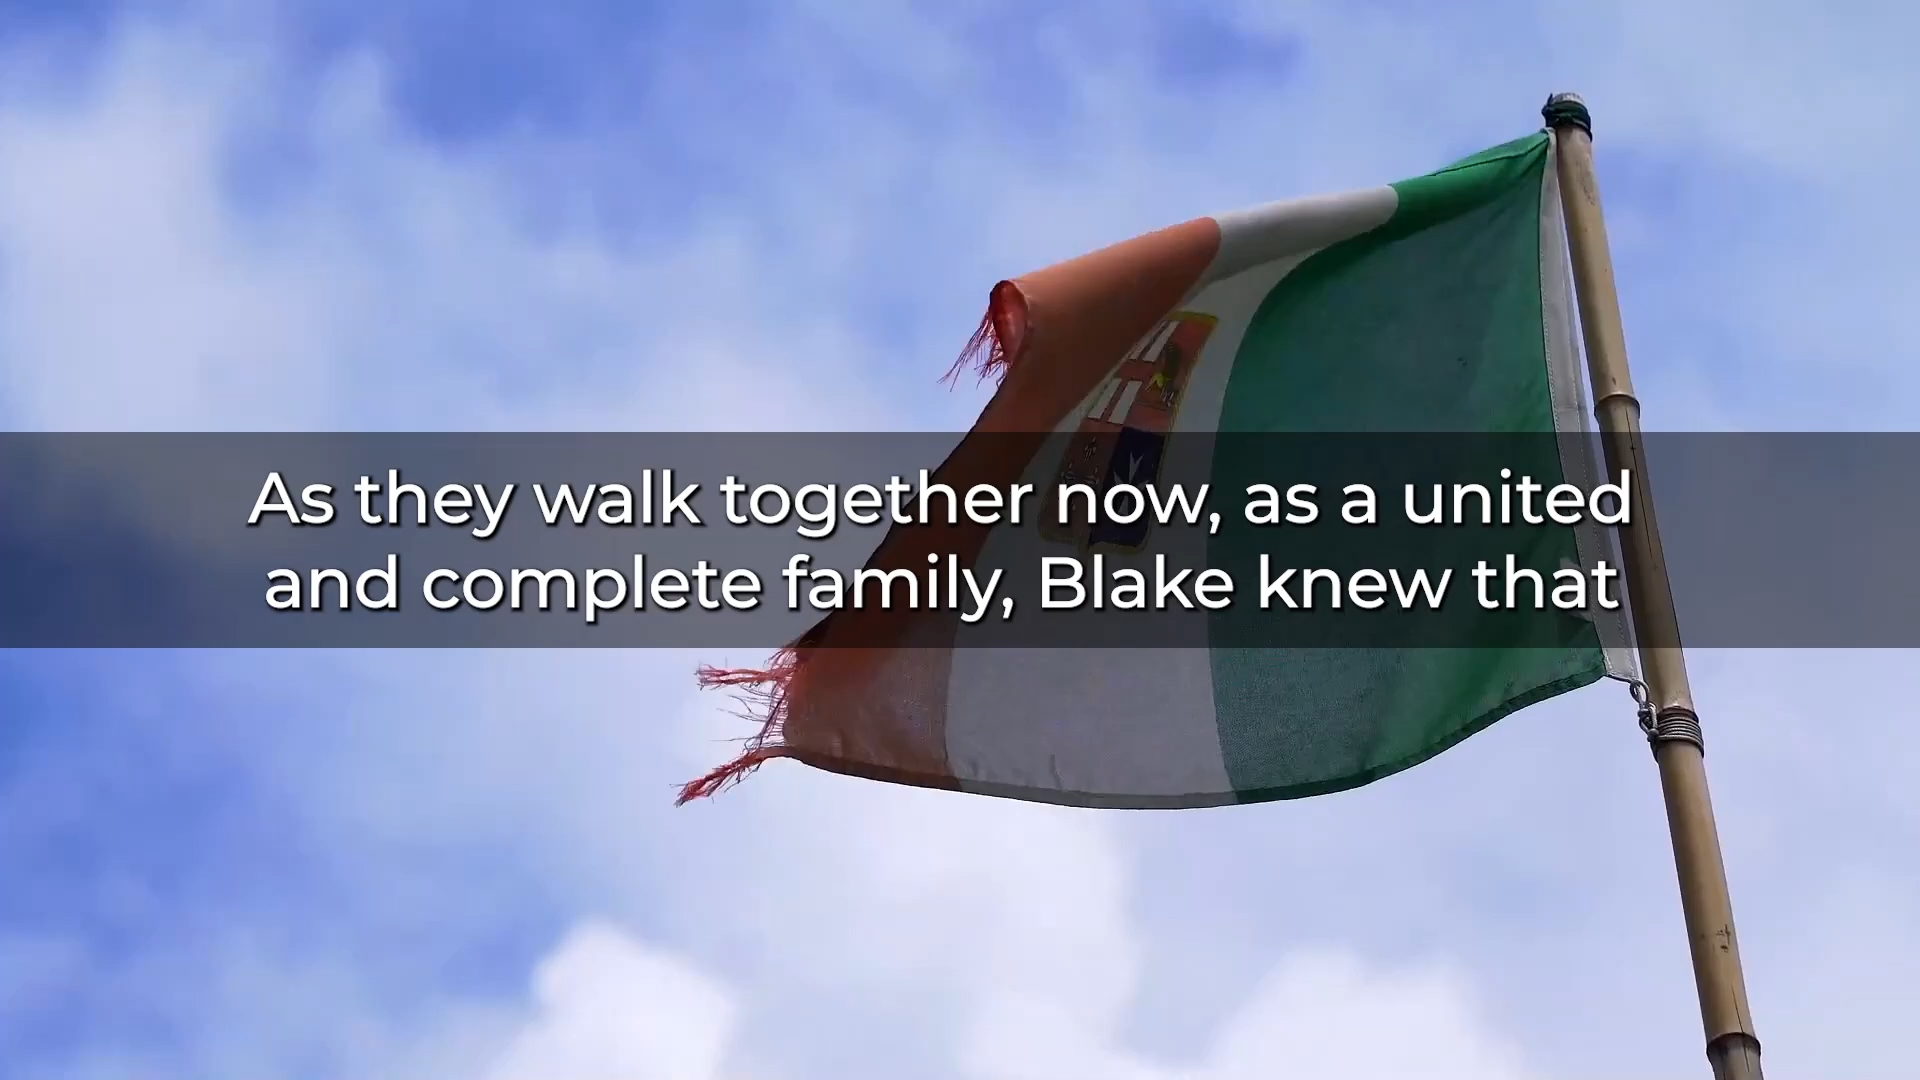 As they walk together now, as a united
and complete family, Blake knew that